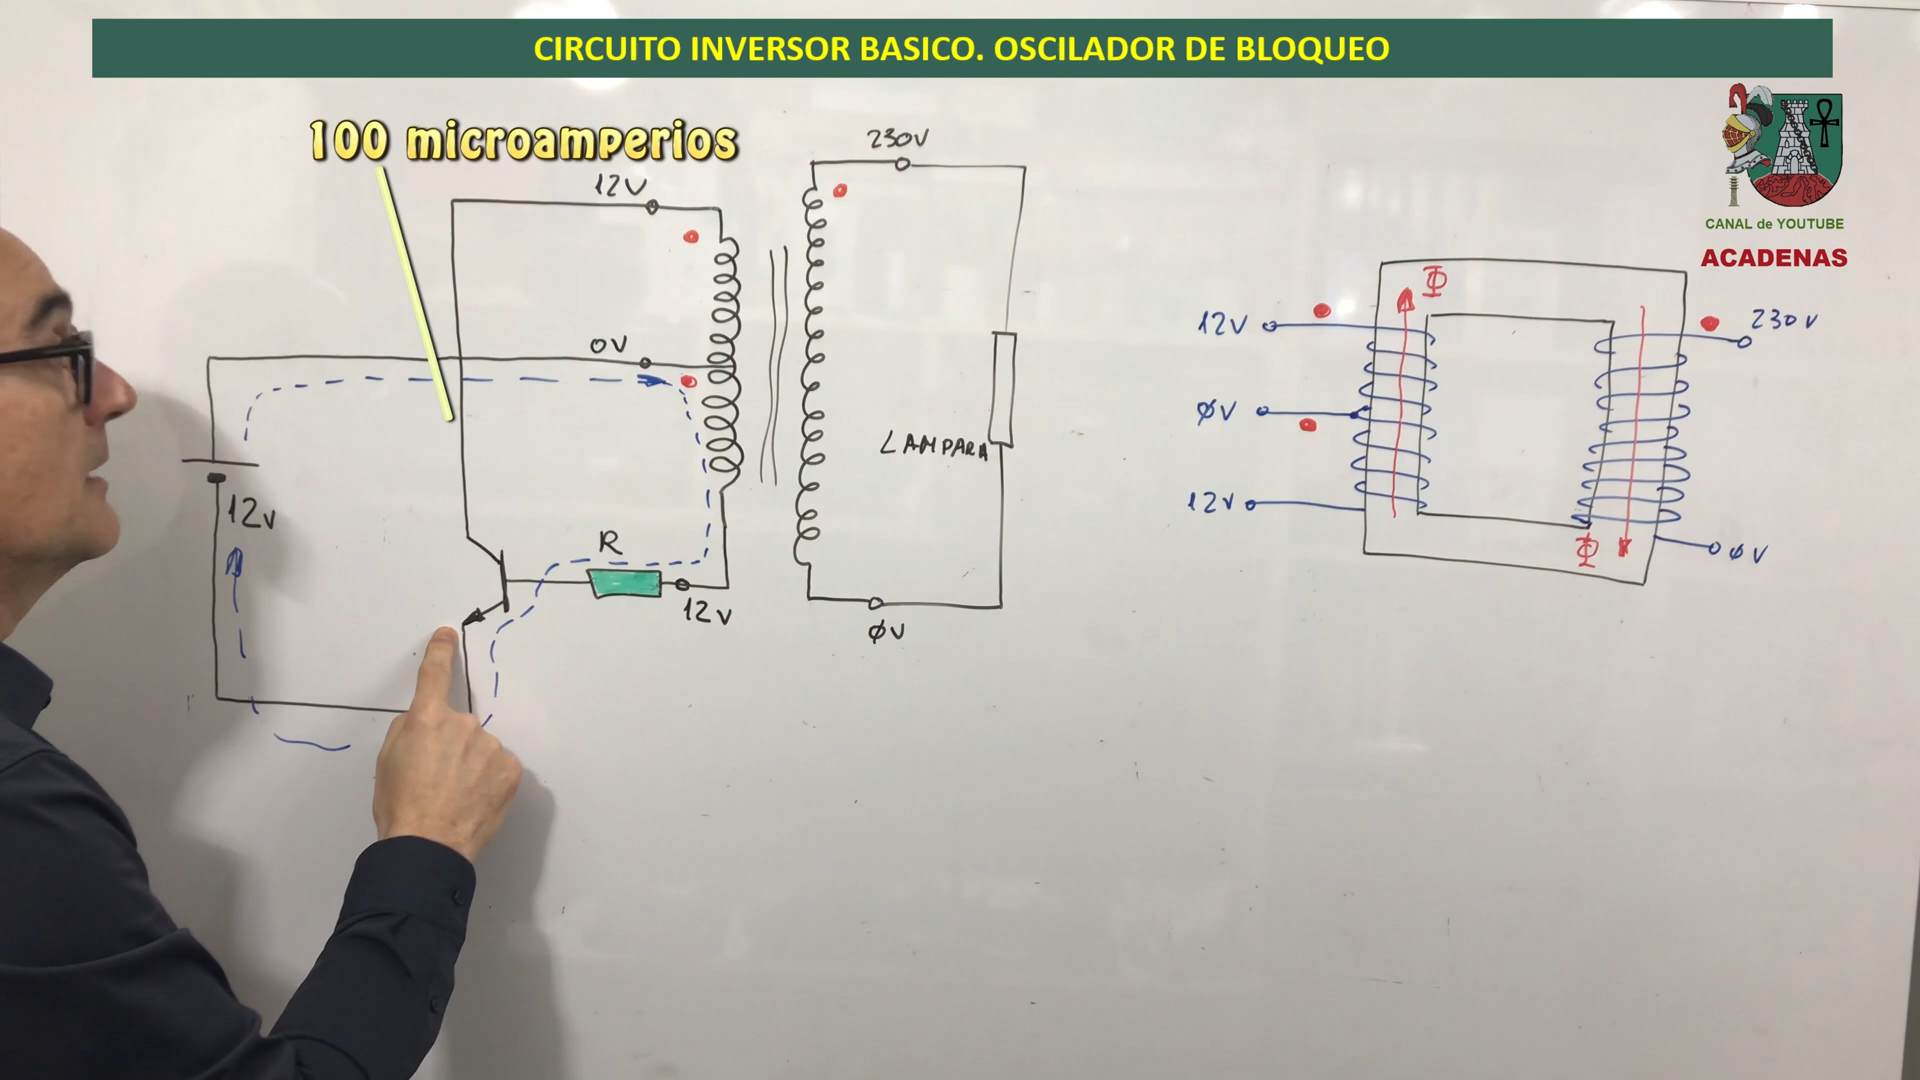 CIRCUITO INVERSOR BASICO. OSCILADOR DE BLOQUEO
100 microamperios
CANAL de YOUTUBE
ACADENAS
12V
0V
12V
R
12V
230V
LAMPARA
ØV
12V
ØV
12V
Φ
230V
Φ
ØV